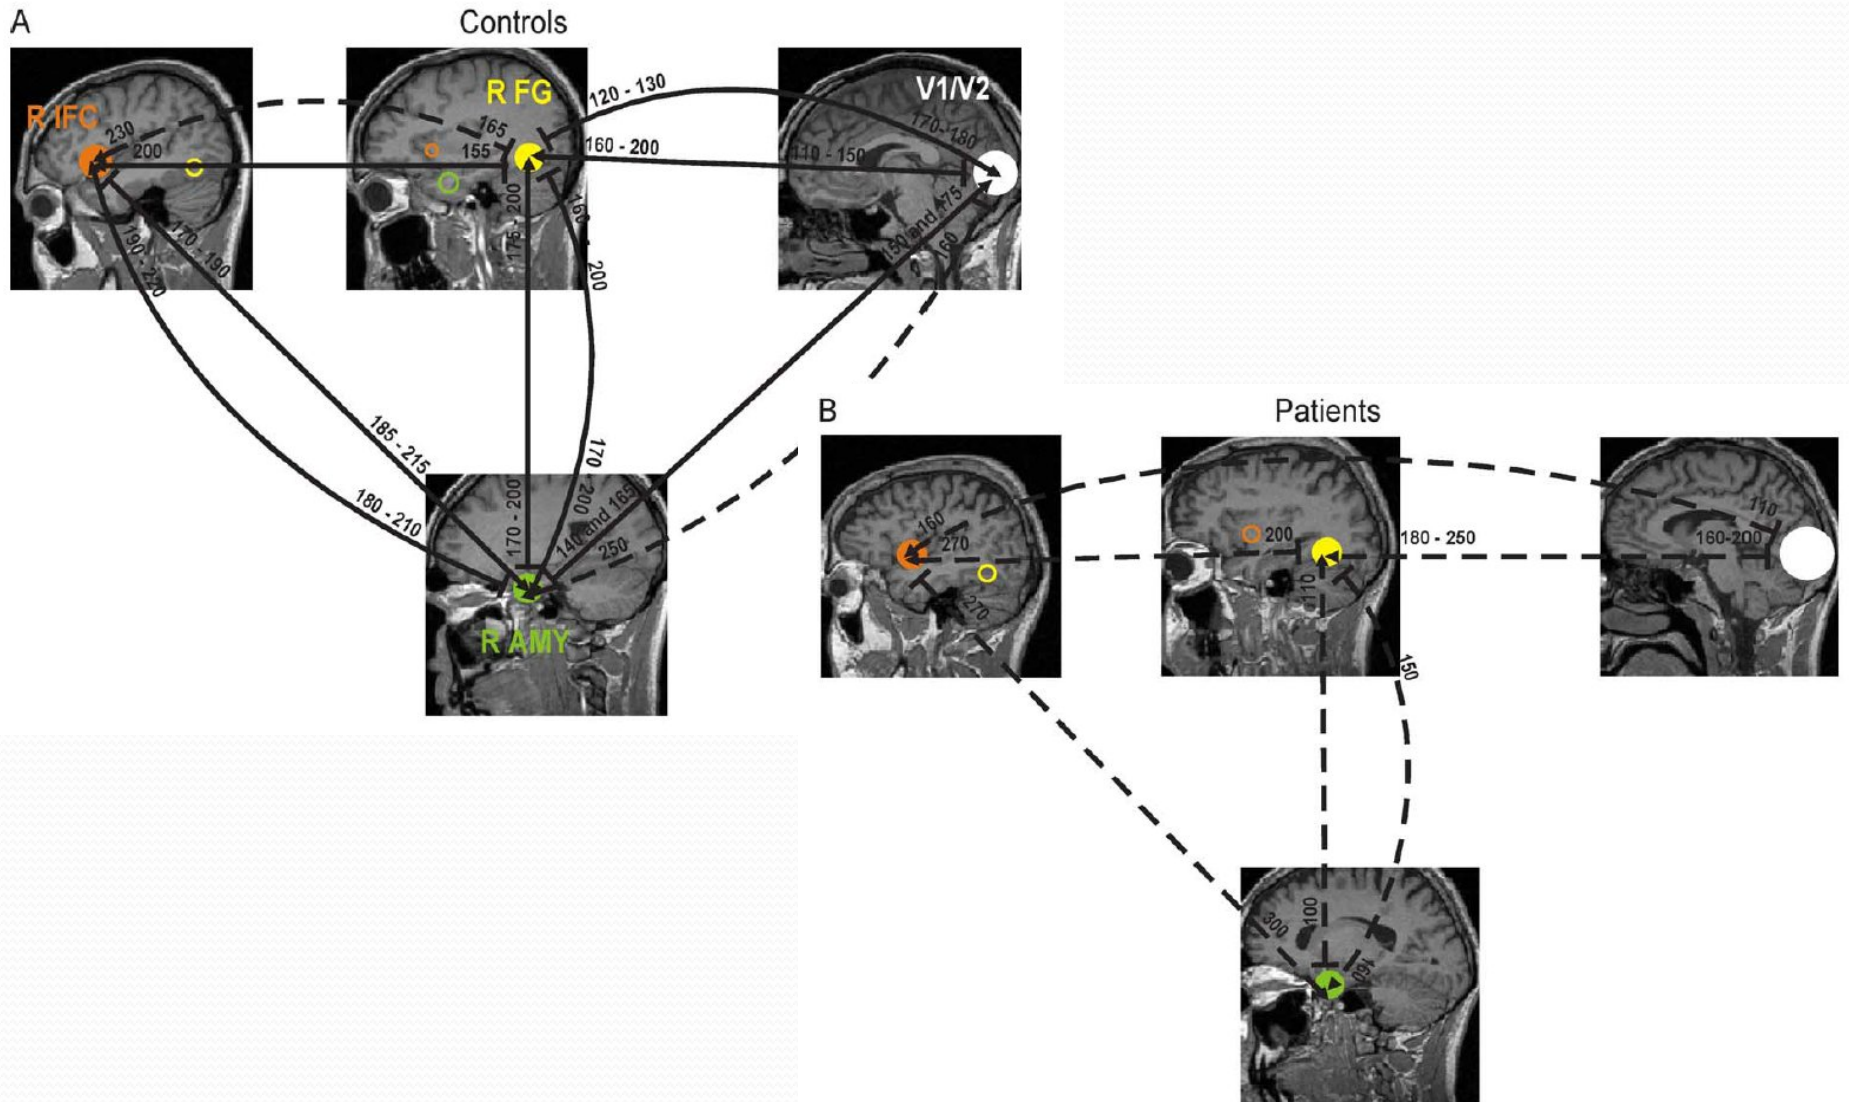 A
Controls
R IFC
R FG
V1/V2
230
200
165
155
120 - 130
160 - 200
170- 180
110 - 150
190 - 220
170 - 190
175 - 200
160 - 200
150 and 175
160
185 - 215
180 - 210
170 - 200
170 - 200
140 and 165
250
R AMY
B
Patients
160
270
270
200
110
180 - 250
110
160-200
150
300
100
160